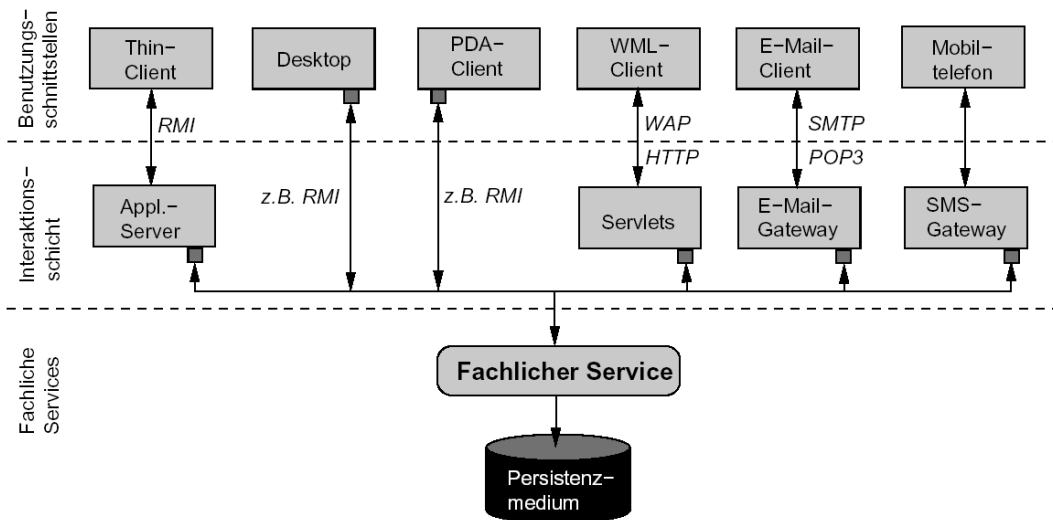 Benutzungs-
schnittstellen
Thin-
Client
Desktop
PDA-
Client
WML-
Client
E-Mail-
Client
Mobil-
telefon
RMI
WAP
SMTP
HTTP
POP3
Interaktions-
schicht
z.B. RMI
z.B. RMI
Appl.-
Server
Servlets
E-Mail-
Gateway
SMS-
Gateway
Fachliche
Services
Fachlicher Service
Persistenz-
medium